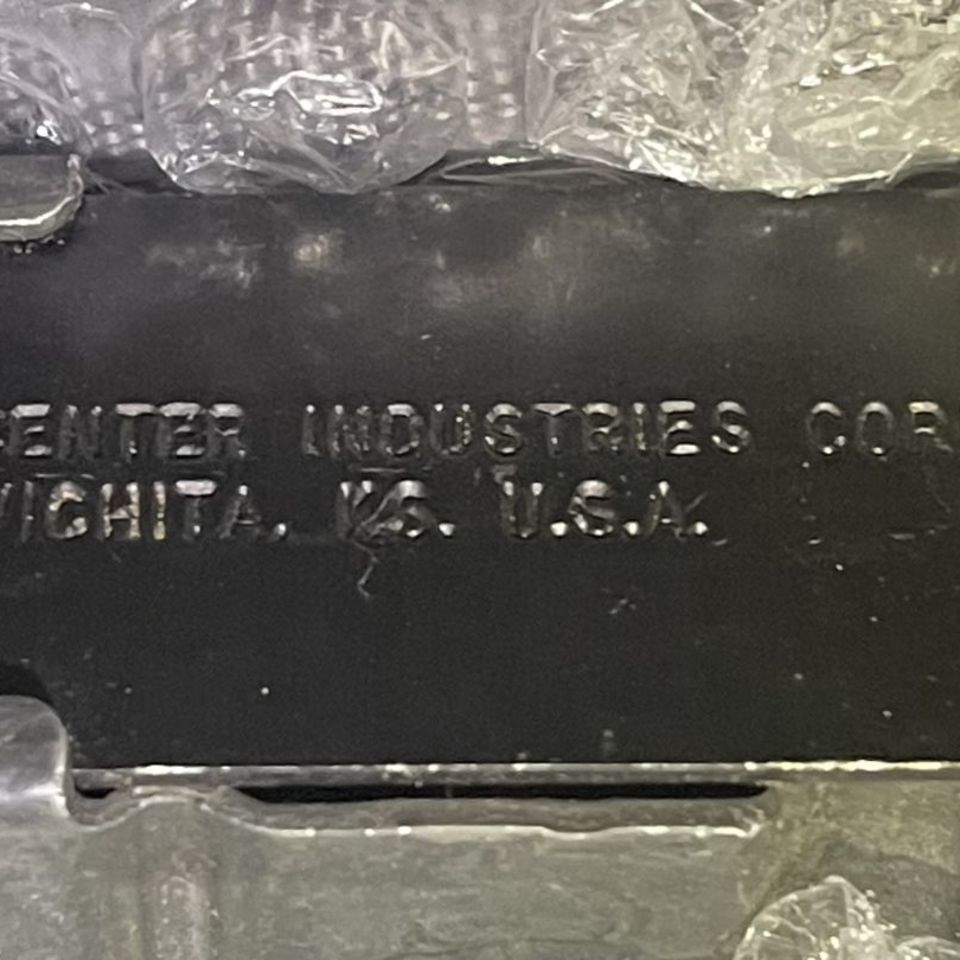 CENTER INDUSTRIES COR
WICHITA, KS. U.S.A.